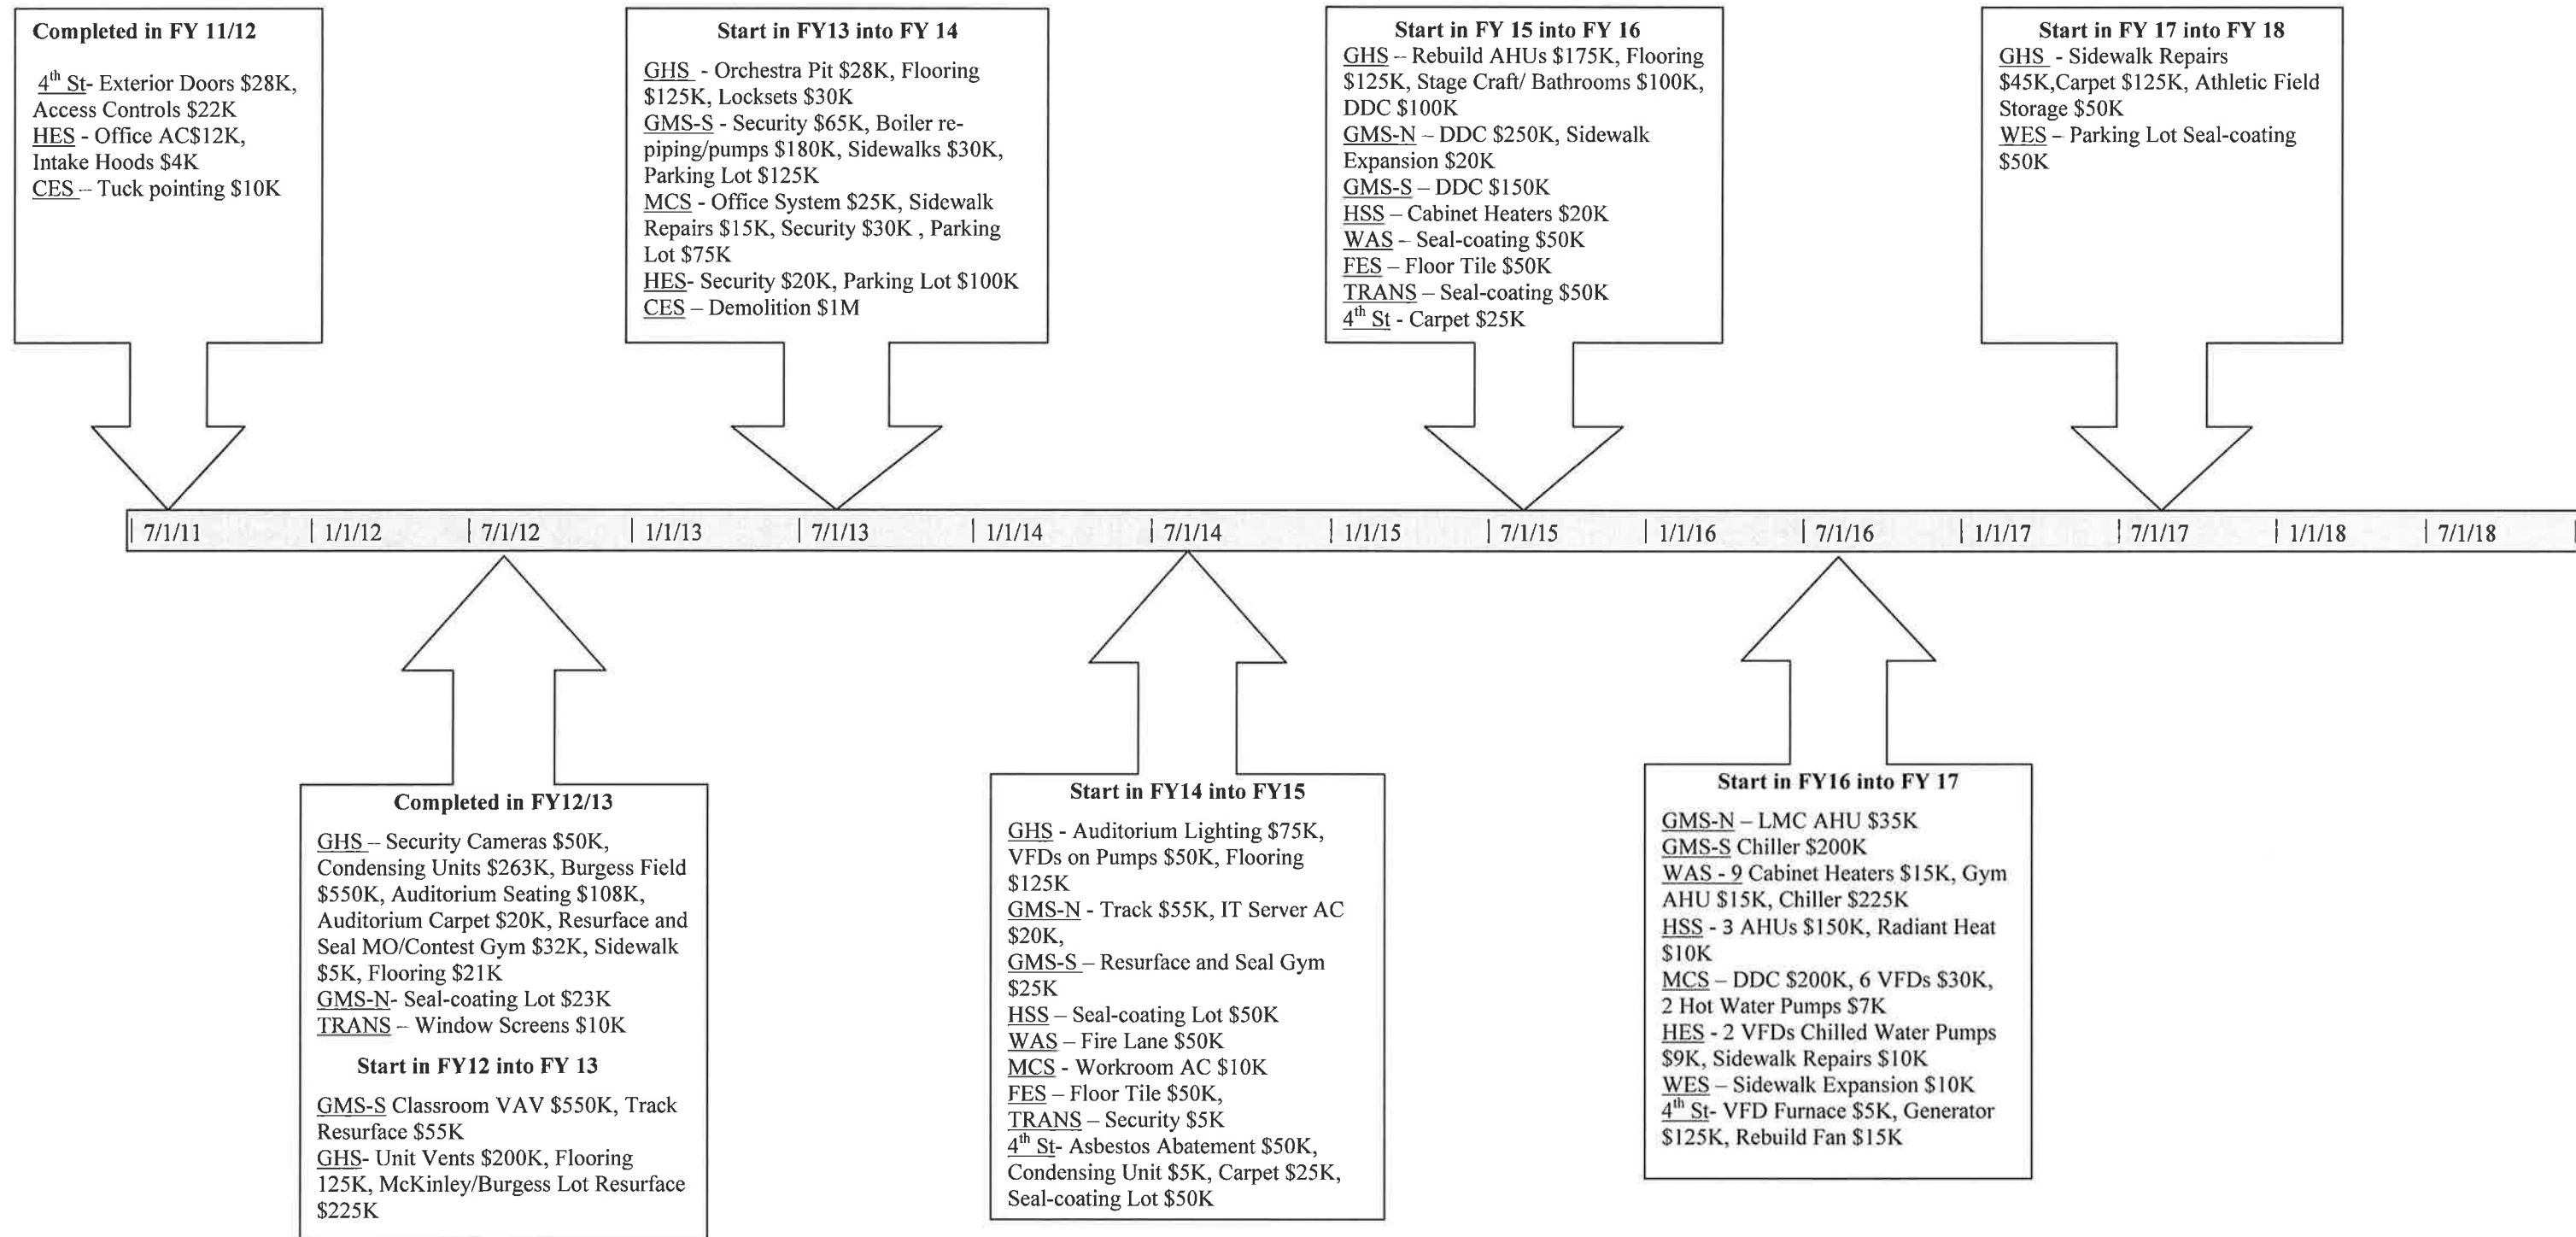 Completed in FY 11/12
4th St- Exterior Doors $28K,
Access Controls $22K
HES - Office AC$12K,
Intake Hoods $4K
CES – Tuck pointing $10K
Start in FY13 into FY 14
GHS - Orchestra Pit $28K, Flooring
$125K, Locksets $30K
GMS-S - Security $65K, Boiler re-
piping/pumps $180K, Sidewalks $30K,
Parking Lot $125K
MCS - Office System $25K, Sidewalk
Repairs $15K, Security $30K , Parking
Lot $75K
HES- Security $20K, Parking Lot $100K
CES – Demolition $1M
Start in FY 15 into FY 16
GHS – Rebuild AHUs $175K, Flooring
$125K, Stage Craft/ Bathrooms $100K,
DDC $100K
GMS-N – DDC $250K, Sidewalk
Expansion $20K
GMS-S – DDC $150K
HSS – Cabinet Heaters $20K
WAS – Seal-coating $50K
FES – Floor Tile $50K
TRANS – Seal-coating $50K
4th St - Carpet $25K
Start in FY 17 into FY 18
GHS - Sidewalk Repairs
$45K,Carpet $125K, Athletic Field
Storage $50K
WES – Parking Lot Seal-coating
$50K
7/1/11 1/1/12 7/1/12 1/1/13 7/1/13 1/1/14 7/1/14 1/1/15 7/1/15 1/1/16 7/1/16 1/1/17 7/1/17 1/1/18 7/1/18
Completed in FY12/13
GHS – Security Cameras $50K,
Condensing Units $263K, Burgess Field
$550K, Auditorium Seating $108K,
Auditorium Carpet $20K, Resurface and
Seal MO/Contest Gym $32K, Sidewalk
$5K, Flooring $21K
GMS-N- Seal-coating Lot $23K
TRANS – Window Screens $10K
Start in FY12 into FY 13
GMS-S Classroom VAV $550K, Track
Resurface $55K
GHS- Unit Vents $200K, Flooring
125K, McKinley/Burgess Lot Resurface
$225K
Start in FY14 into FY15
GHS - Auditorium Lighting $75K,
VFDs on Pumps $50K, Flooring
$125K
GMS-N - Track $55K, IT Server AC
$20K,
GMS-S – Resurface and Seal Gym
$25K
HSS – Seal-coating Lot $50K
WAS – Fire Lane $50K
MCS - Workroom AC $10K
FES – Floor Tile $50K,
TRANS – Security $5K
4th St- Asbestos Abatement $50K,
Condensing Unit $5K, Carpet $25K,
Seal-coating Lot $50K
Start in FY16 into FY 17
GMS-N – LMC AHU $35K
GMS-S Chiller $200K
WAS - 9 Cabinet Heaters $15K, Gym
AHU $15K, Chiller $225K
HSS - 3 AHUs $150K, Radiant Heat
$10K
MCS – DDC $200K, 6 VFDs $30K,
2 Hot Water Pumps $7K
HES - 2 VFDs Chilled Water Pumps
$9K, Sidewalk Repairs $10K
WES – Sidewalk Expansion $10K
4th St- VFD Furnace $5K, Generator
$125K, Rebuild Fan $15K